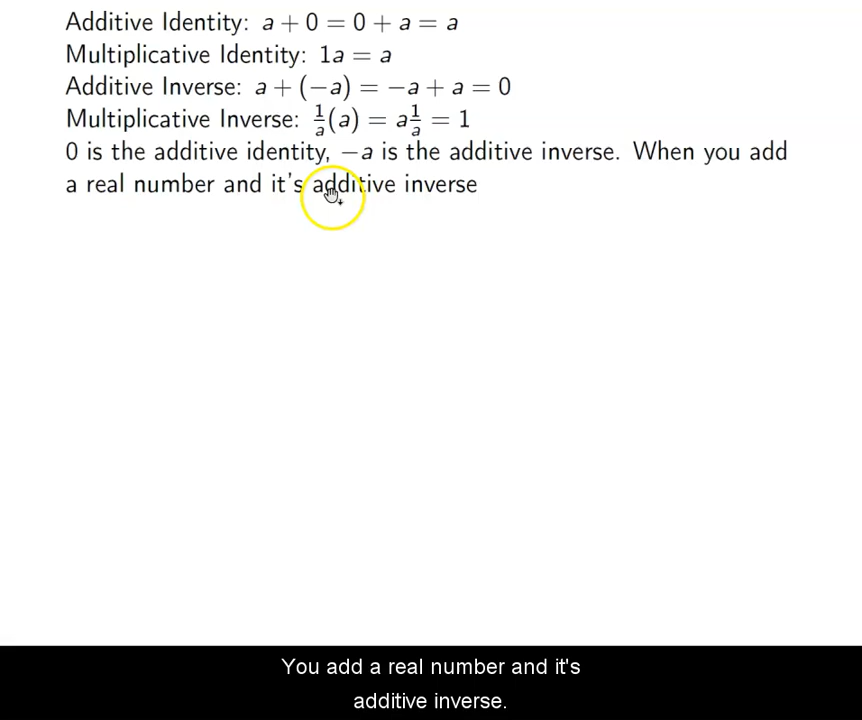 Additive Identity: a + 0 = 0 + a = a
Multiplicative Identity: 1a = a
Additive Inverse: a + (−a) = −a + a = 0
Multiplicative Inverse: 1/a(a) = a1/a = 1
0 is the additive identity, −a is the additive inverse. When you add
a real number and it's additive inverse
You add a real number and it's
additive inverse.